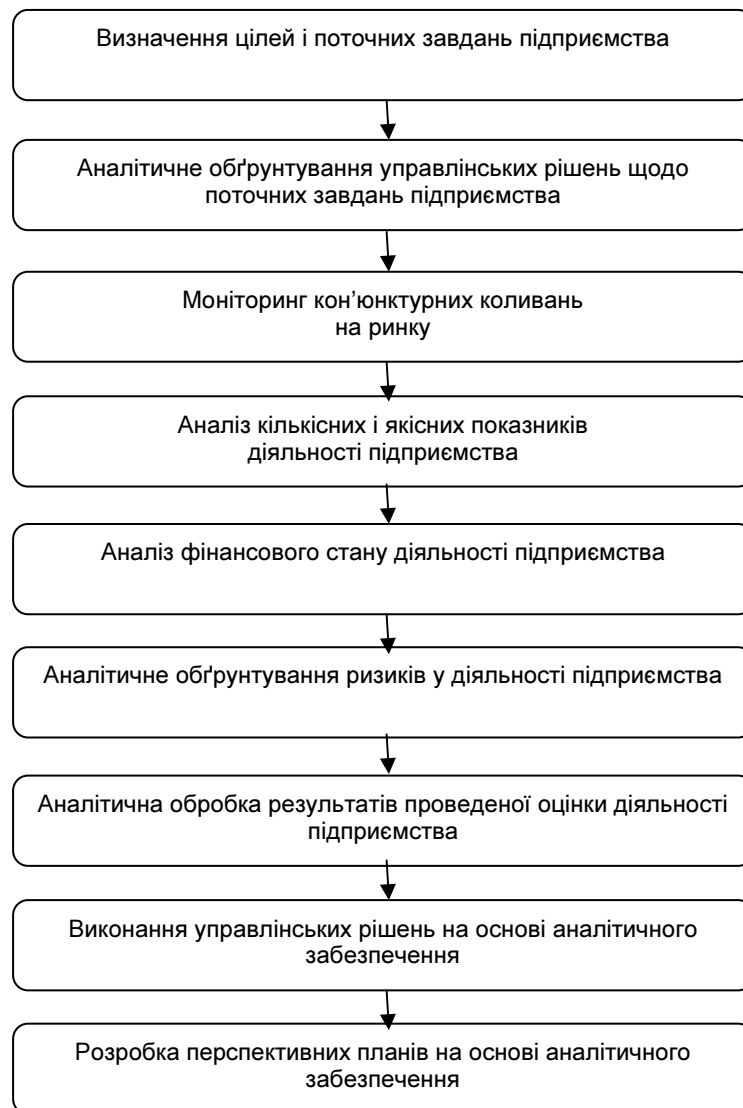 Визначення цілей і поточних завдань підприємства
Аналітичне обґрунтування управлінських рішень щодо
поточних завдань підприємства
Моніторинг кон’юнктурних коливань
на ринку
Аналіз кількісних і якісних показників
діяльності підприємства
Аналіз фінансового стану діяльності підприємства
Аналітичне обґрунтування ризиків у діяльності підприємства
Аналітична обробка результатів проведеної оцінки діяльності
підприємства
Виконання управлінських рішень на основі аналітичного
забезпечення
Розробка перспективних планів на основі аналітичного
забезпечення